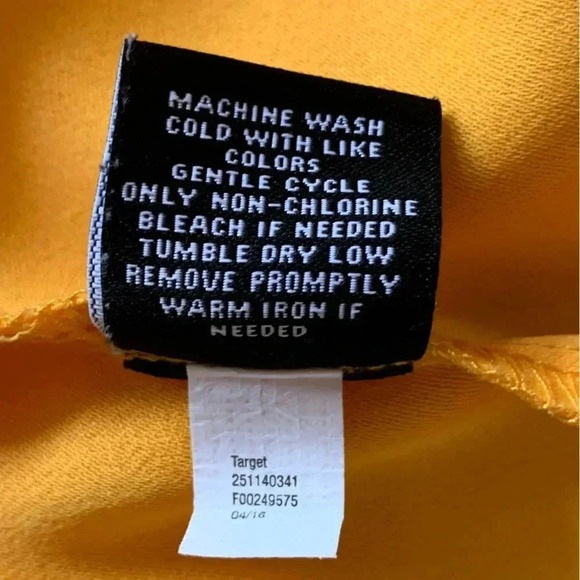 MACHINE WASH
COLD WITH LIKE
COLORS
GENTLE CYCLE
ONLY NON-CHLORINE
BLEACH IF NEEDED
TUMBLE DRY LOW
REMOVE PROMPTLY
WARM IRON IF
NEEDED
Target
251140341
F00249575
04/16